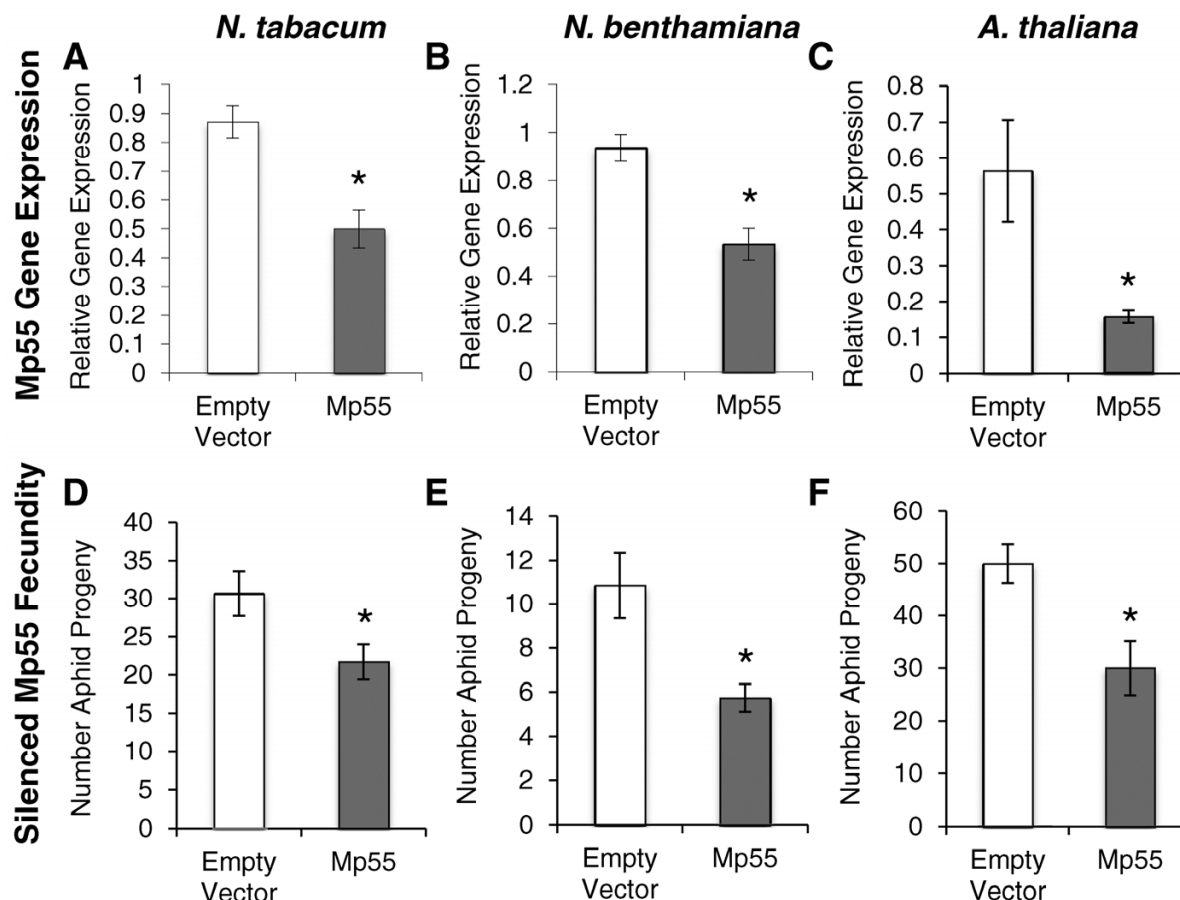 N. tabacum
N. benthamiana
A. thaliana
Mp55 Gene Expression
A
Relative Gene Expression
1
0.9
0.8
0.7
0.6
0.5
0.4
0.3
0.2
0.1
0
*
Empty
Vector
Mp55
B
Relative Gene Expression
1.2
1
0.8
0.6
0.4
0.2
0
*
Empty
Vector
Mp55
C
Relative Gene Expression
0.8
0.7
0.6
0.5
0.4
0.3
0.2
0.1
0
*
Empty
Vector
Mp55
Silenced Mp55 Fecundity
D
Number Aphid Progeny
40
35
30
25
20
15
10
5
0
*
Empty
Vector
Mp55
E
Number Aphid Progeny
14
12
10
8
6
4
2
0
*
Empty
Vector
Mp55
F
Number Aphid Progeny
60
50
40
30
20
10
0
*
Empty
Vector
Mp55